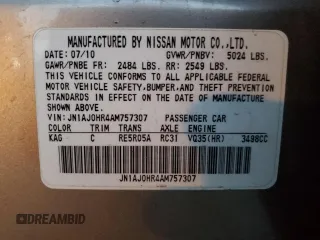 MANUFACTURED BY NISSAN MOTOR CO.,LTD.
DATE: 07/10 GVWR/PNBV: 5024 LBS.
GAWR/PNBE FR: 2484 LBS. RR: 2549 LBS.
THIS VEHICLE CONFORMS TO ALL APPLICABLE FEDERAL
MOTOR VEHICLE SAFETY,BUMPER,AND THEFT PREVENTION
STANDARDS IN EFFECT ON THE DATE OF MANUFACTURE
SHOWN ABOVE.
VIN: JN1AJ0HR4AM757307 PASSENGER CAR
COLOR TRIM TRANS AXLE ENGINE
KAG C RE5R05A RC31 VQ35(HR) 3498CC
JN1AJ0HR4AM757307
DREAMBID